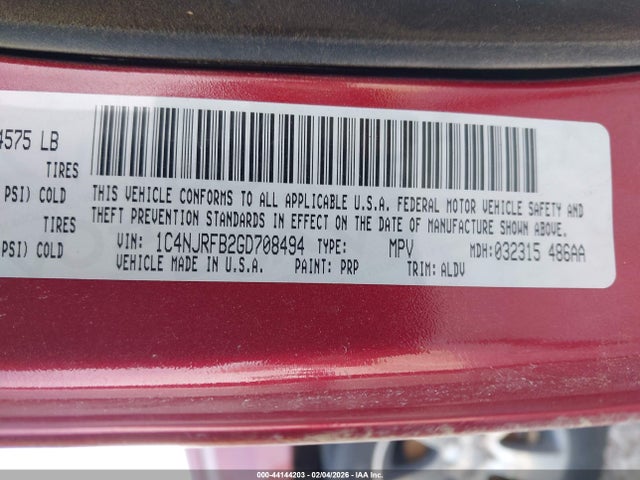 4575 LB
TIRES
PSI) COLD
TIRES
PSI) COLD
THIS VEHICLE CONFORMS TO ALL APPLICABLE U.S.A. FEDERAL MOTOR VEHICLE SAFETY AND
THEFT PREVENTION STANDARDS IN EFFECT ON THE DATE OF MANUFACTURE SHOWN ABOVE.
VIN: 1C4NJRFB2GD708494 TYPE: MPV MDH:032315 486AA
VEHICLE MADE IN U.S.A. PAINT: PRP TRIM: ALDV
000-44144203 | 02/04/2026 | IAA Inc.